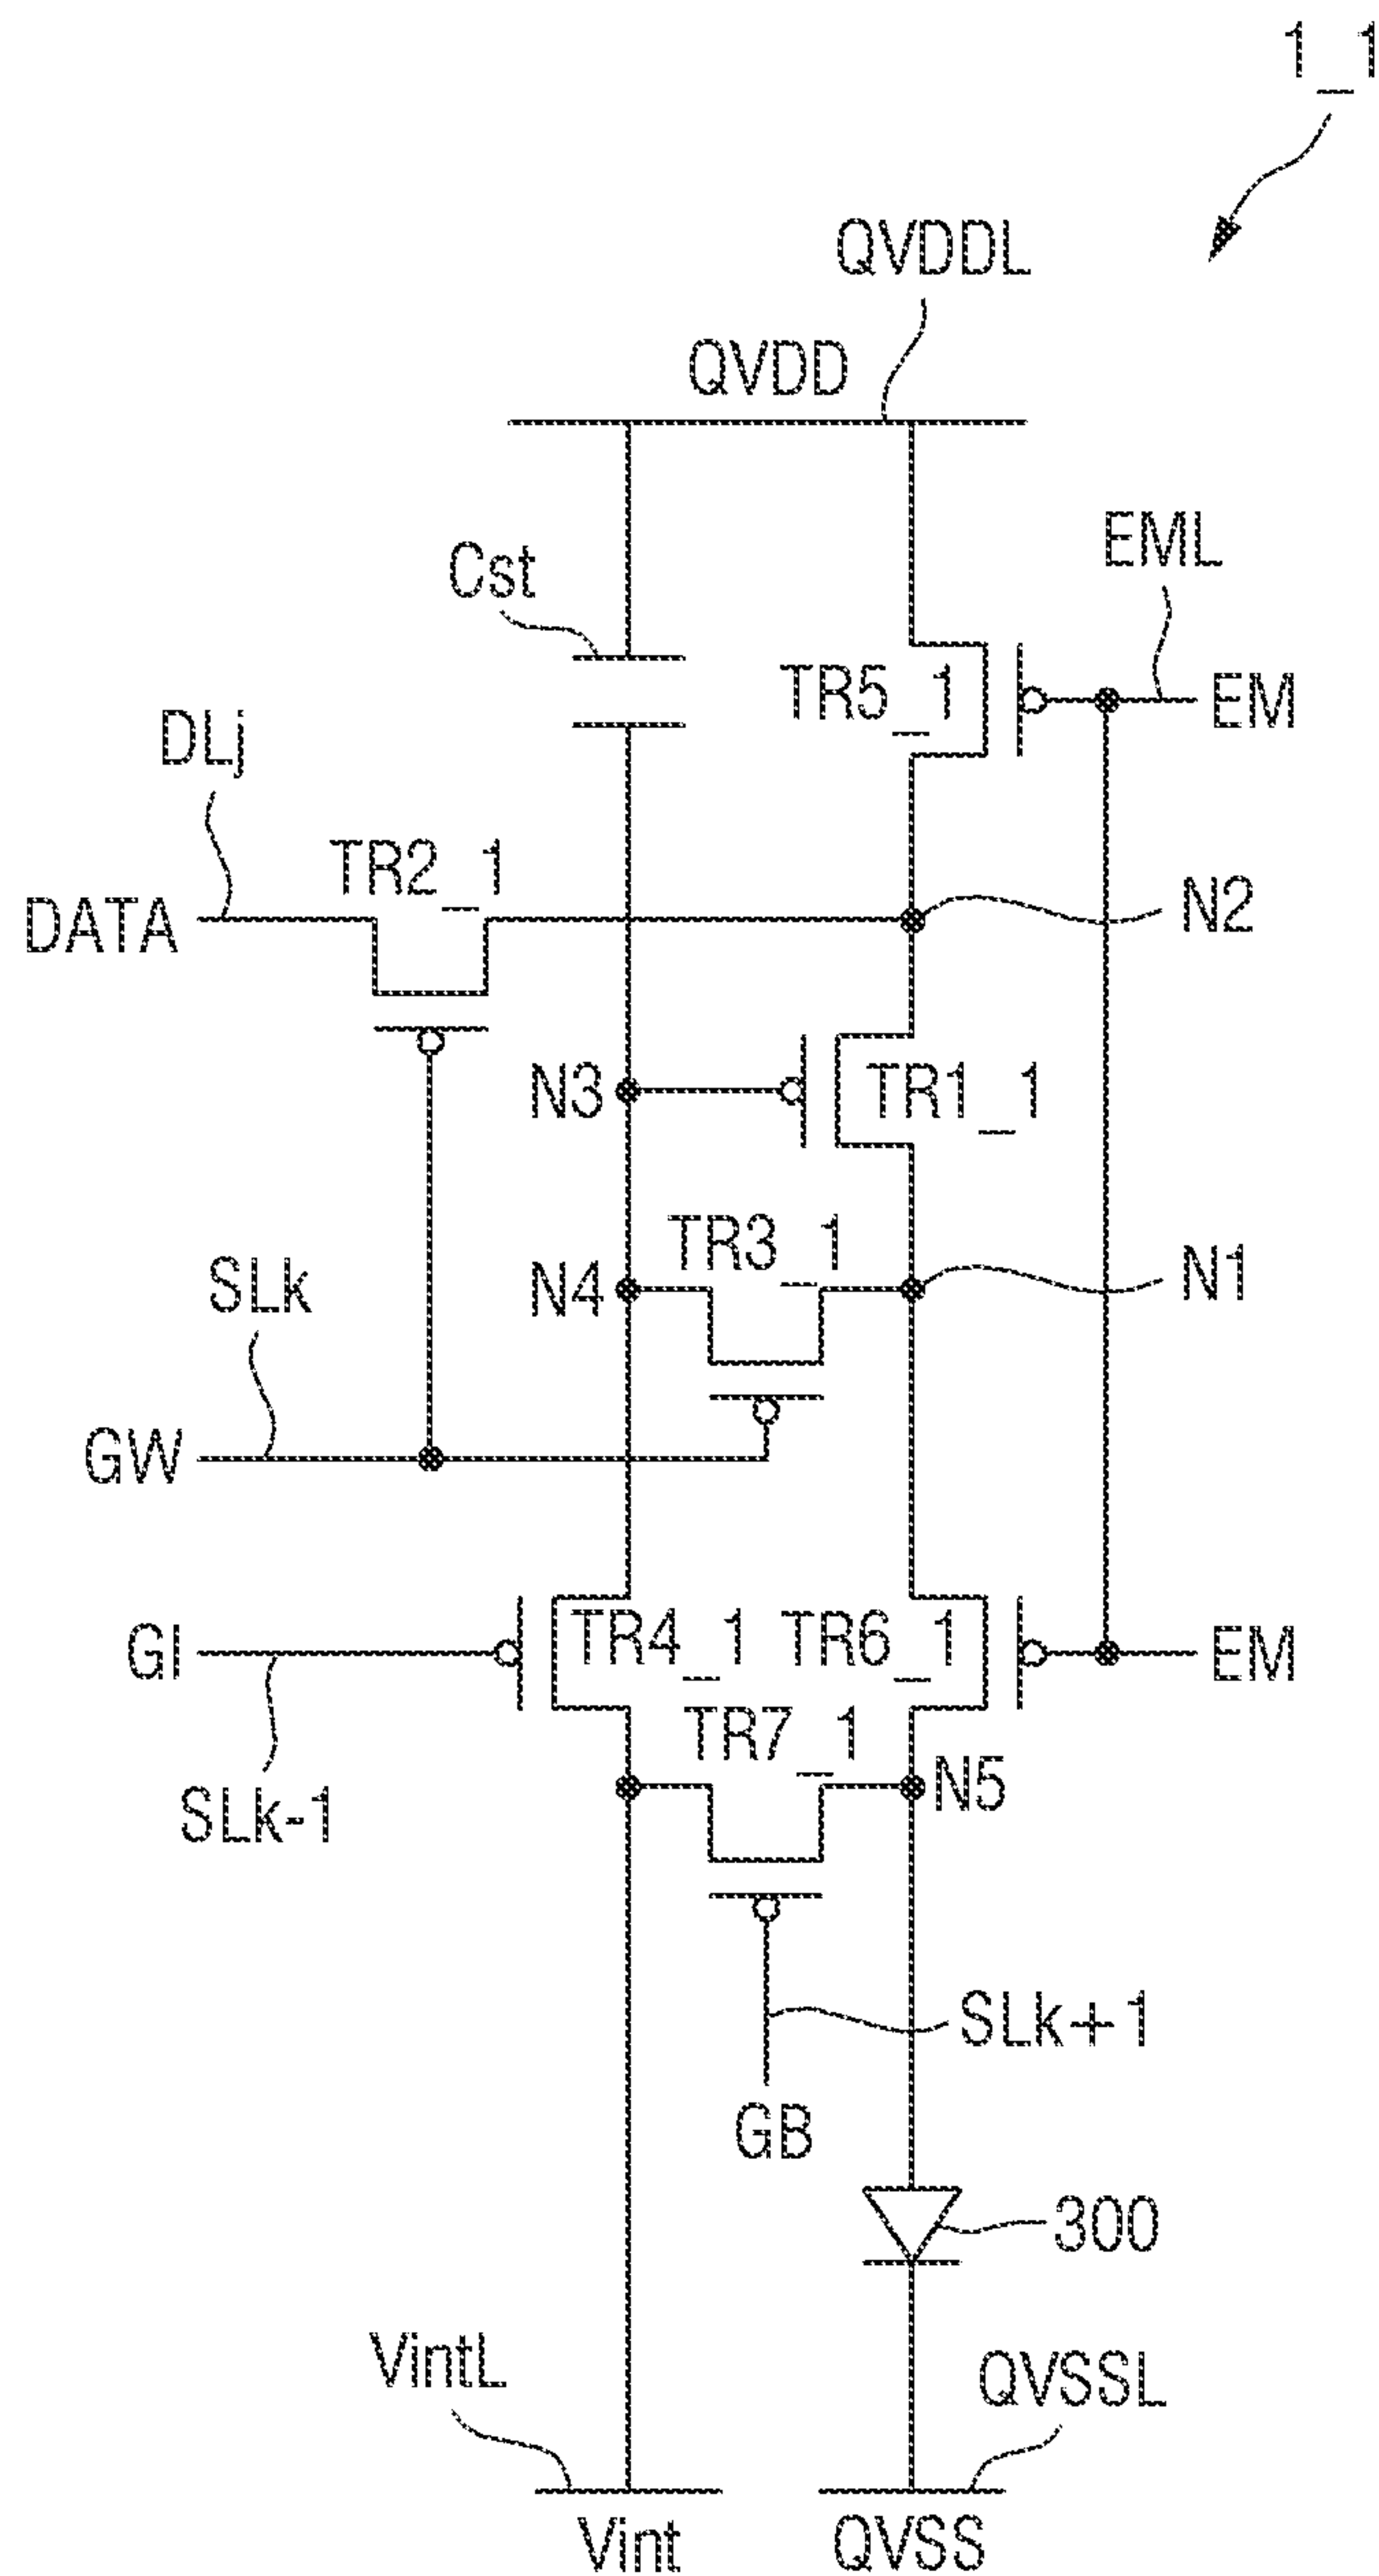 1_1
QVDDL
QVDD
EML
Cst
TR5_1
EM
DLj
TR2_1
DATA
N2
N3
TR1_1
TR3_1
N4
N1
SLk
GW
GI
TR4_1
TR6_1
EM
TR7_1
N5
SLk-1
SLk+1
GB
300
VintL
QVSSL
Vint
QVSS